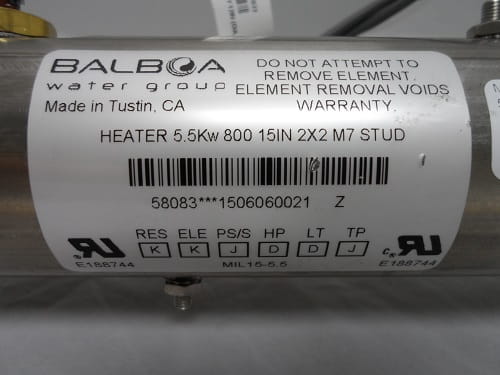 BALBOA
water group
Made in Tustin, CA
DO NOT ATTEMPT TO
REMOVE ELEMENT.
ELEMENT REMOVAL VOIDS
WARRANTY.
HEATER 5.5Kw 800 15IN 2X2 M7 STUD
58083***1506060021 Z
RES ELE PS/S HP LT TP
K K J D D J
E188744
MIL15-5.5
E188744